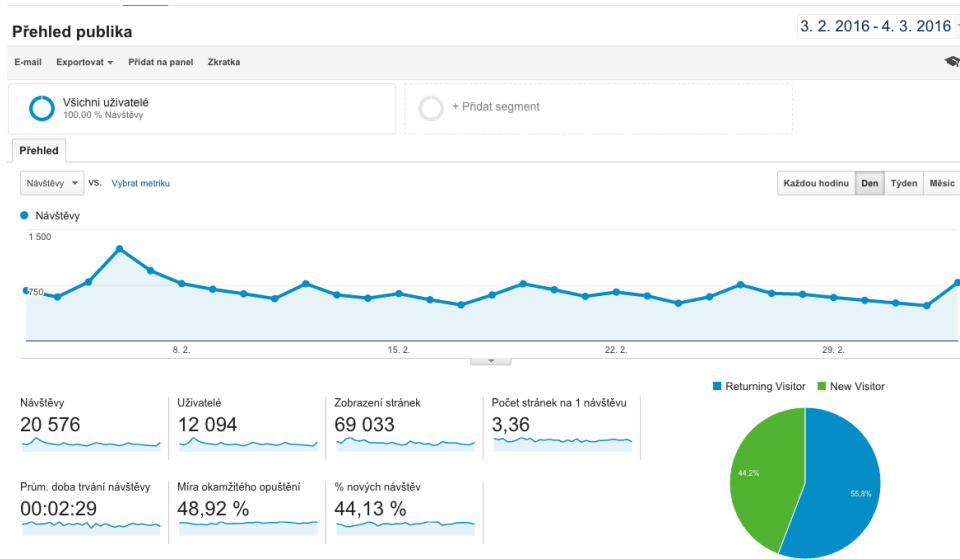 Přehled publika
3. 2. 2016 - 4. 3. 2016
E-mail Exportovat Přidat na panel Zkratka
Všichni uživatelé
100,00 % Návštěvy
+ Přidat segment
Přehled
Návštěvy VS. Vybrat metriku
Každou hodinu Den Týden Měsíc
Návštěvy
1 500
750
8. 2. 15. 2. 22. 2. 29. 2.
Returning Visitor New Visitor
Návštěvy Uživatelé Zobrazení stránek Počet stránek na 1 návštěvu
20 576 12 094 69 033 3,36
44,2%
55,8%
Prům. doba trvání návštěvy Míra okamžitého opuštění % nových návštěv
00:02:29 48,92 % 44,13 %